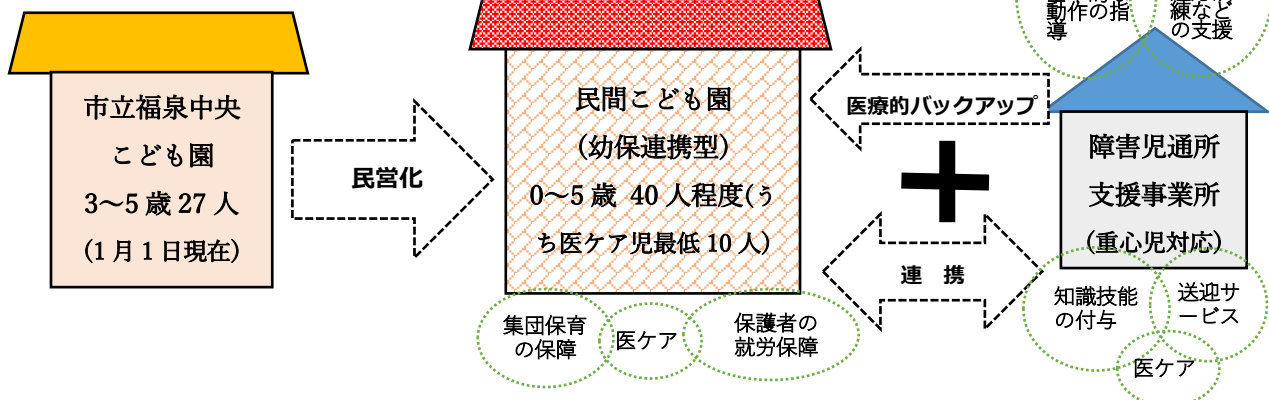 動作の指
導
練など
の支援
市立福泉中央
こども園
3～5歳27人
(1月1日現在)
民営化
民間こども園
(幼保連携型)
0～5歳 40人程度(う
ち医ケア児最低10人)
医療的バックアップ
連 携
障害児通所
支援事業所
(重心児対応)
集団保育
の保障
医ケア
保護者の
就労保障
知識技能
の付与
送迎サ
ービス
医ケア